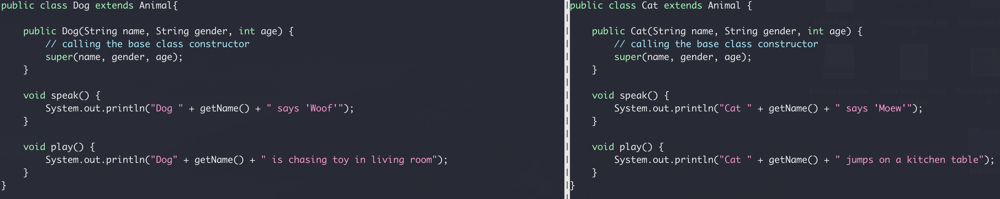 public class Dog extends Animal{
    public Dog(String name, String gender, int age) {
        // calling the base class constructor
        super(name, gender, age);
    }
    void speak() {
        System.out.println("Dog " + getName() + " says 'Woof'");
    }
    void play() {
        System.out.println("Dog" + getName() + " is chasing toy in living room");
    }
}
public class Cat extends Animal {
    public Cat(String name, String gender, int age) {
        // calling the base class constructor
        super(name, gender, age);
    }
    void speak() {
        System.out.println("Cat " + getName() + " says 'Moew'");
    }
    void play() {
        System.out.println("Cat " + getName() + " jumps on a kitchen table");
    }
}
Eclipse Installer